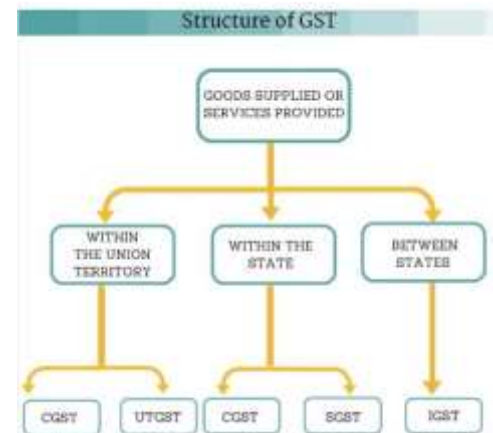 Structure of GST
GOODS SUPPLIED OR
SERVICES PROVIDED
WITHIN
THE UNION
TERRITORY
WITHIN THE
STATE
BETWEEN
STATES
CGST
UTGST
CGST
SGST
IGST